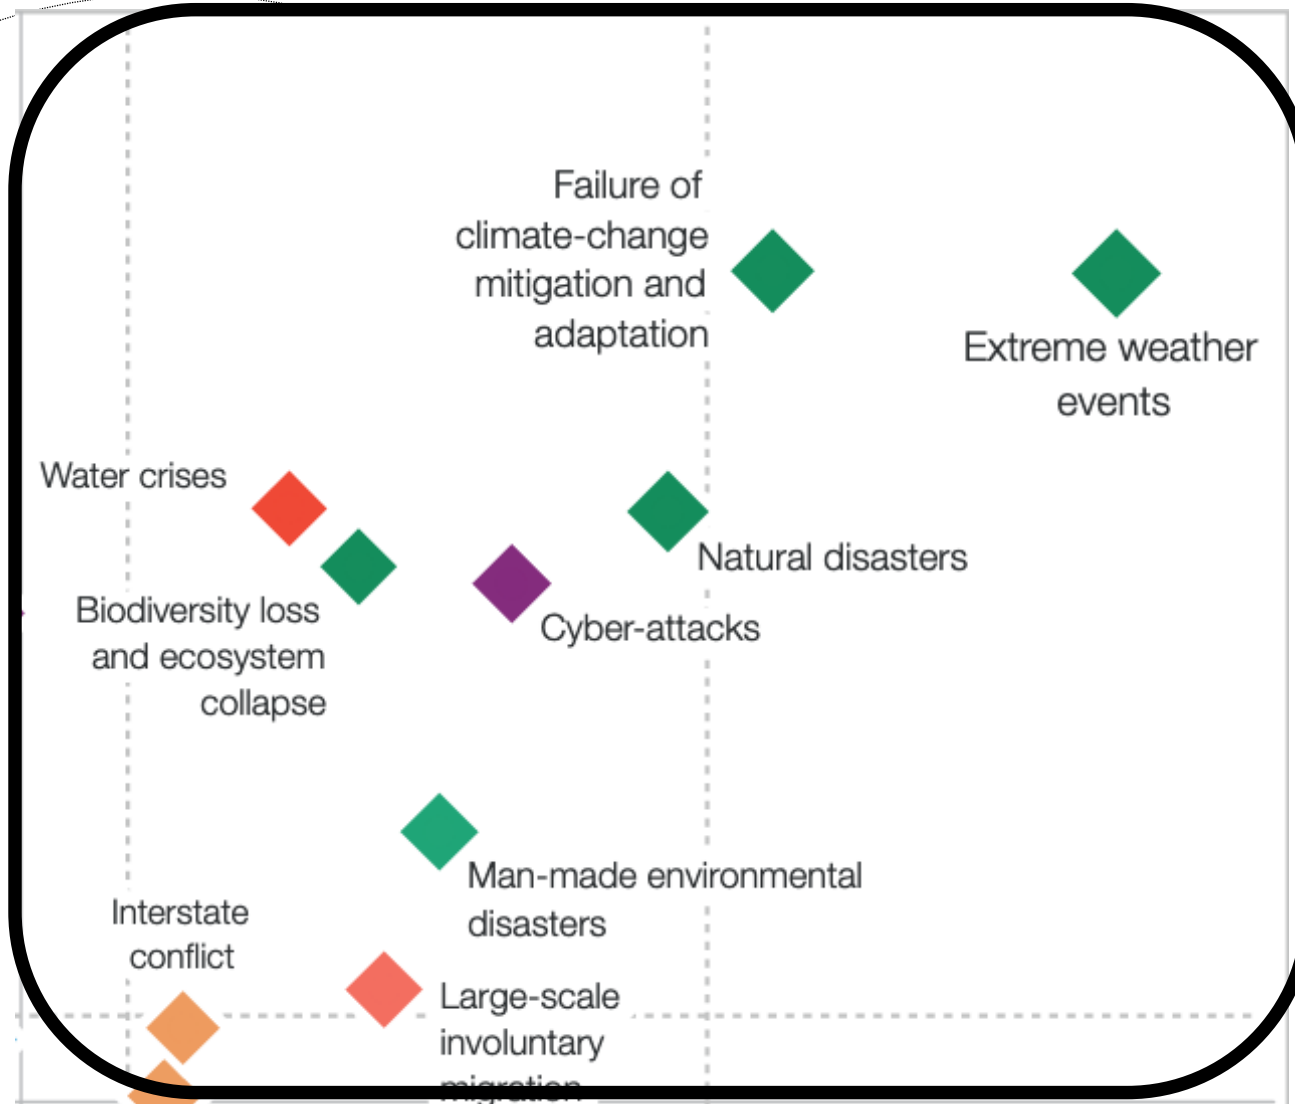 Failure of
climate-change
mitigation and
adaptation
Extreme weather
events
Water crises
Natural disasters
Biodiversity loss
and ecosystem
collapse
Cyber-attacks
Man-made environmental
disasters
Interstate
conflict
Large-scale
involuntary
migration